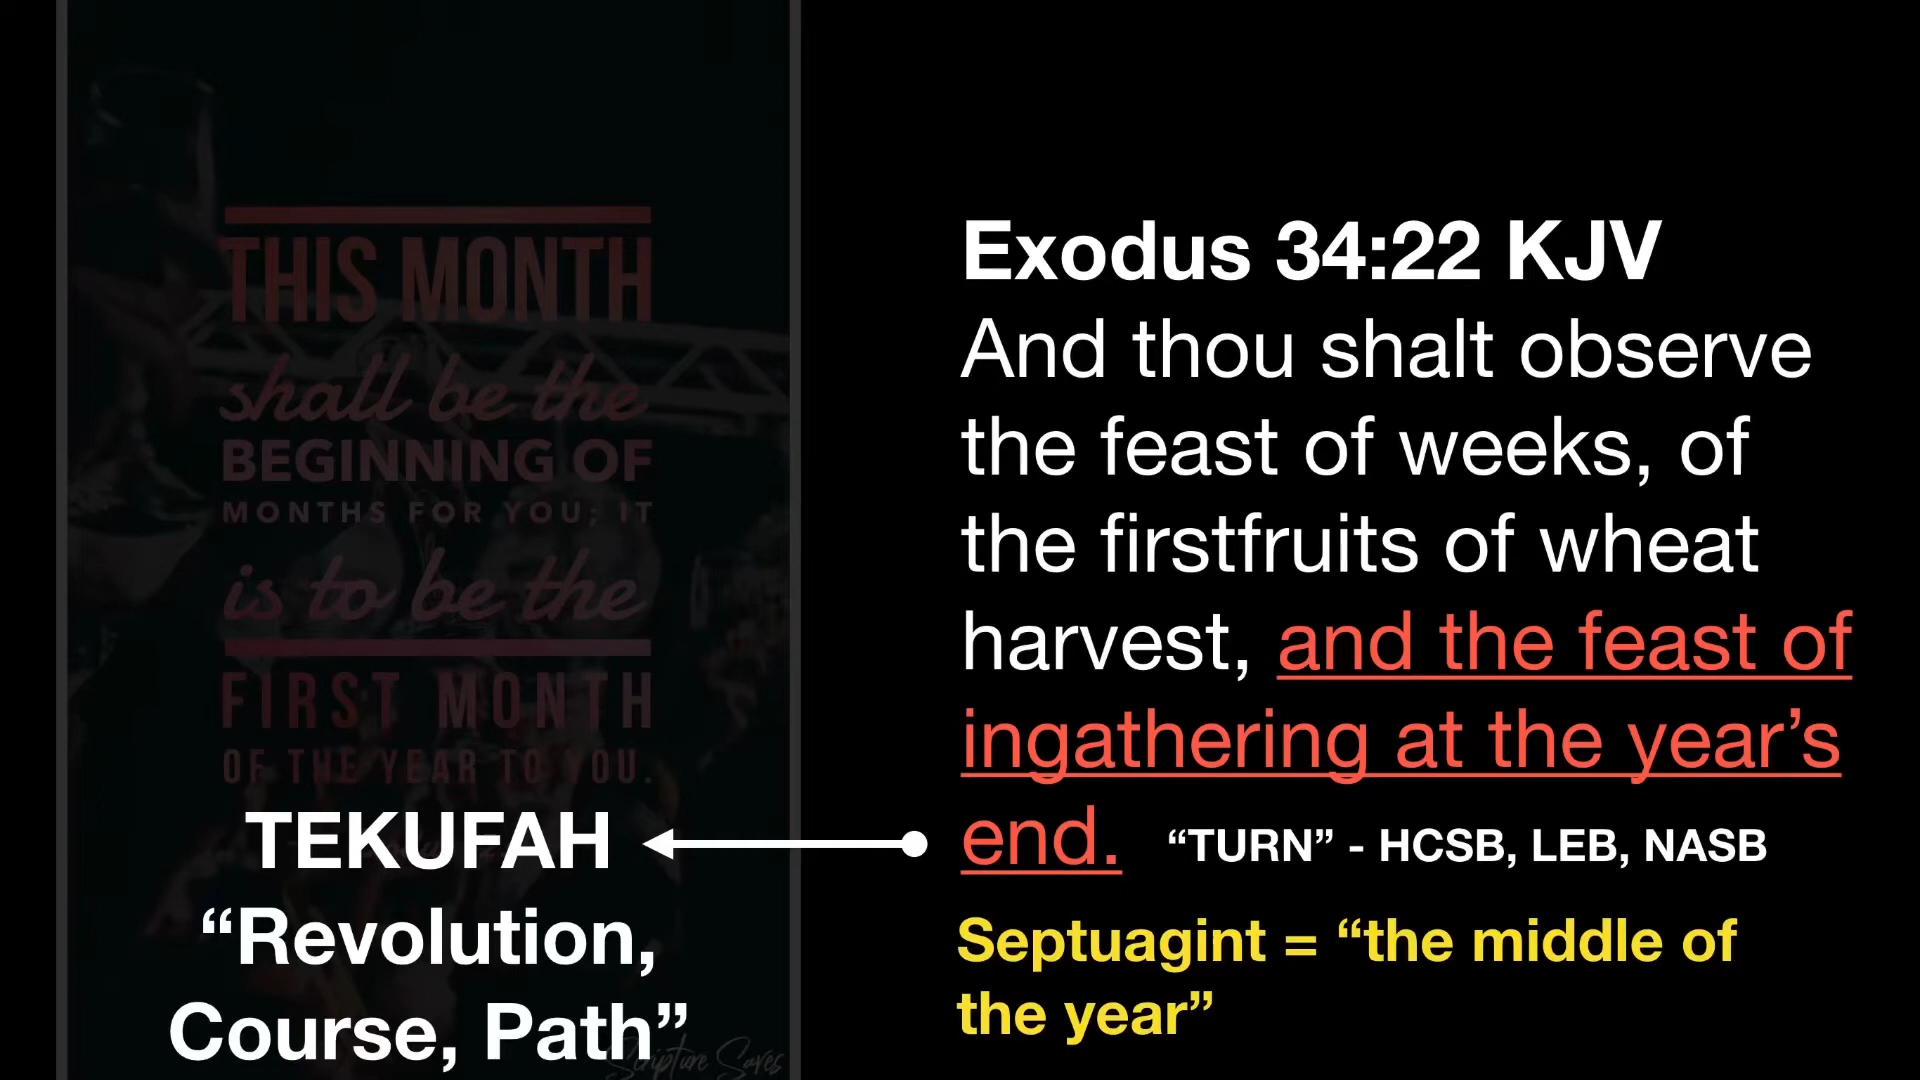 THIS MONTH
shall be the
BEGINNING OF
MONTHS FOR YOU; IT
is to be the
FIRST MONTH
OF THE YEAR TO YOU.
TEKUFAH
“Revolution,
Course, Path”
Scripture Saves
Exodus 34:22 KJV
And thou shalt observe
the feast of weeks, of
the firstfruits of wheat
harvest, and the feast of
ingathering at the year’s
end. “TURN” - HCSB, LEB, NASB
Septuagint = “the middle of
the year”